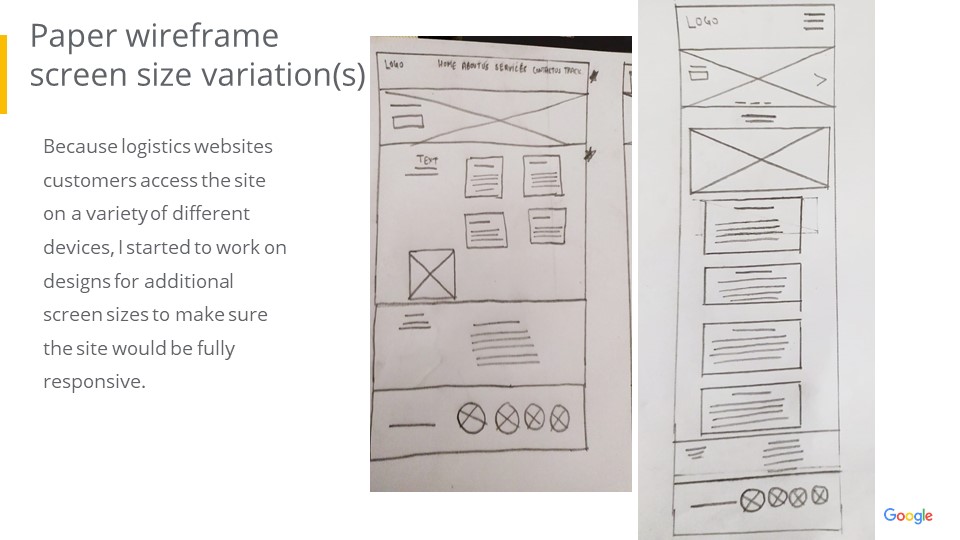 Paper wireframe
screen size variation(s)
Because logistics websites
customers access the site
on a variety of different
devices, I started to work on
designs for additional
screen sizes to make sure
the site would be fully
responsive.
LOGO HOME ABOUT US SERVICES CONTACT US TRACK
TEXT
LOGO
Google